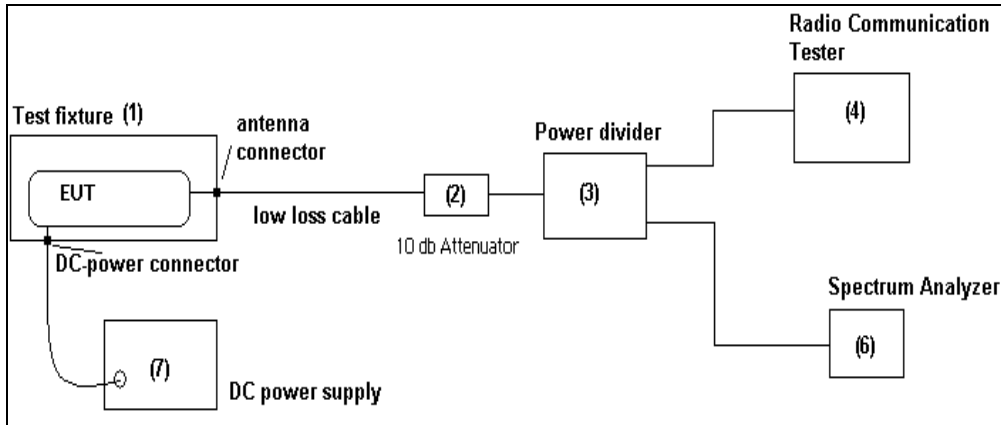 Radio Communication
Tester
(4)
Test fixture (1)
antenna
connector
Power divider
EUT
(2)
(3)
low loss cable
10 db Attenuator
DC-power connector
Spectrum Analyzer
(6)
(7)
DC power supply